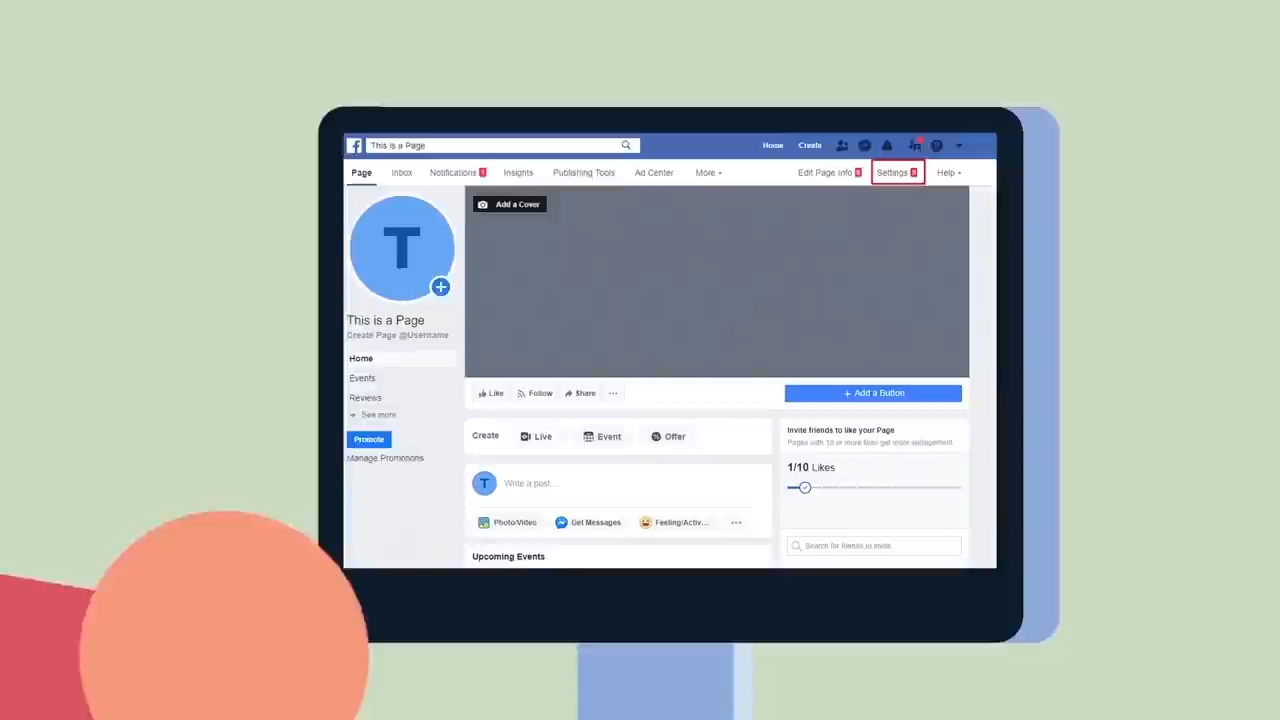 This is a Page
Home Create
Page Inbox Notifications 1 Insights Publishing Tools Ad Center More Edit Page Info Settings Help
Add a Cover
T
This is a Page
Create Page @Username
Home
Events
Reviews
See more
Promote
Manage Promotions
Like Follow Share ...
+ Add a Button
Create Live Event Offer
T Write a post...
Photo/Video Get Messages Feeling/Activ... ...
Upcoming Events
Invite friends to like your Page
Pages with 10 or more likes get more engagement
1/10 Likes
Search for friends to invite